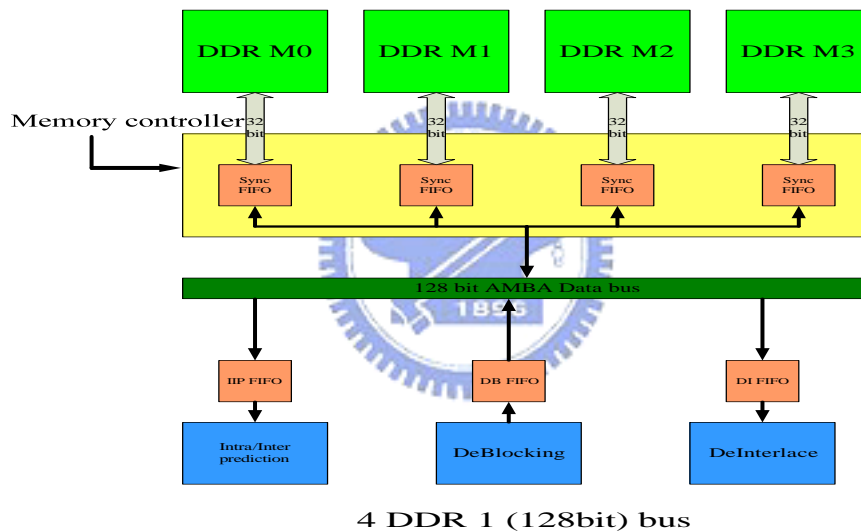 DDR M0
DDR M1
DDR M2
DDR M3
32
bit
32
bit
32
bit
32
bit
Memory controller
Sync
FIFO
Sync
FIFO
Sync
FIFO
Sync
FIFO
128 bit AMBA Data bus
1896
IIP FIFO
DB FIFO
DI FIFO
Intra/Inter
prediction
DeBlocking
DeInterlace
4 DDR 1 (128bit) bus